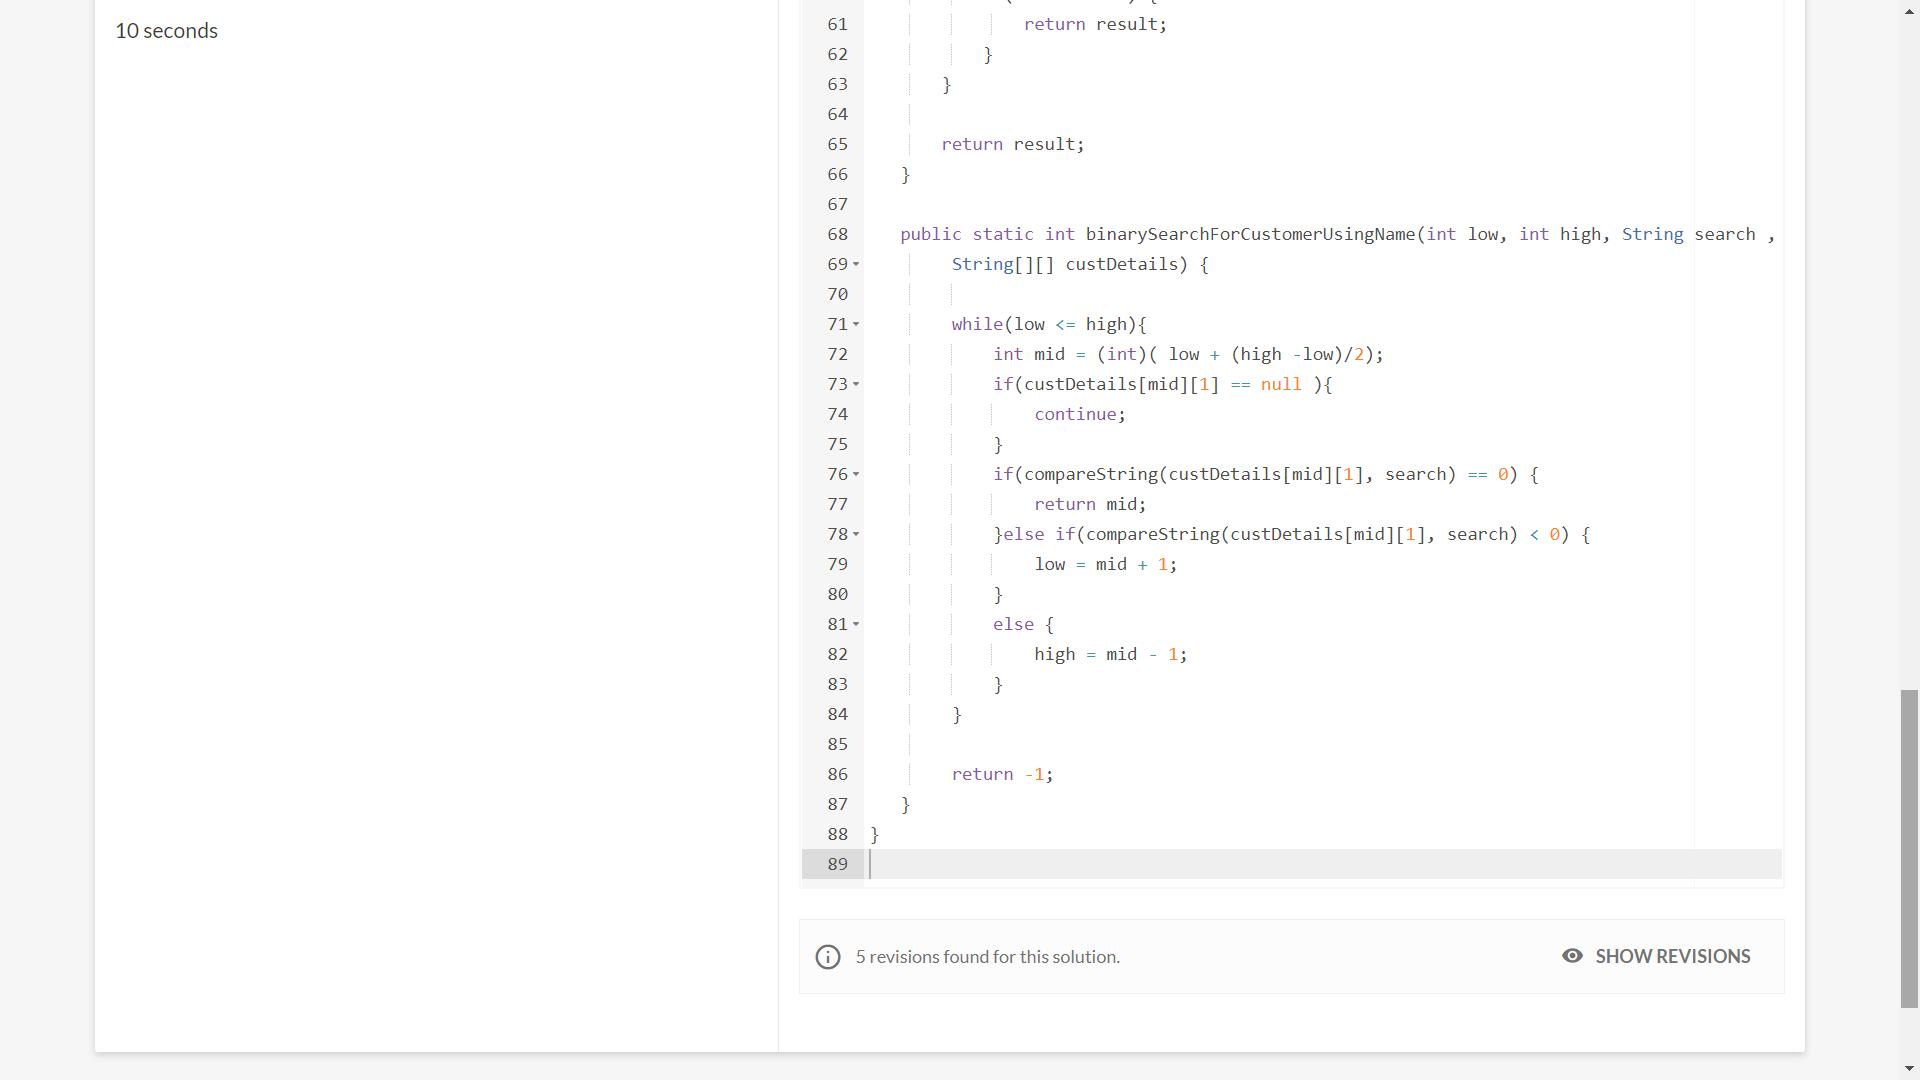 10 seconds
61 return result;
62 }
63 }
64
65 return result;
66 }
67
68 public static int binarySearchForCustomerUsingName(int low, int high, String search ,
69 String[][] custDetails) {
70
71 while(low <= high){
72 int mid = (int)( low + (high -low)/2);
73 if(custDetails[mid][1] == null ){
74 continue;
75 }
76 if(compareString(custDetails[mid][1], search) == 0) {
77 return mid;
78 }else if(compareString(custDetails[mid][1], search) < 0) {
79 low = mid + 1;
80 }
81 else {
82 high = mid - 1;
83 }
84 }
85
86 return -1;
87 }
88 }
89
5 revisions found for this solution.
SHOW REVISIONS